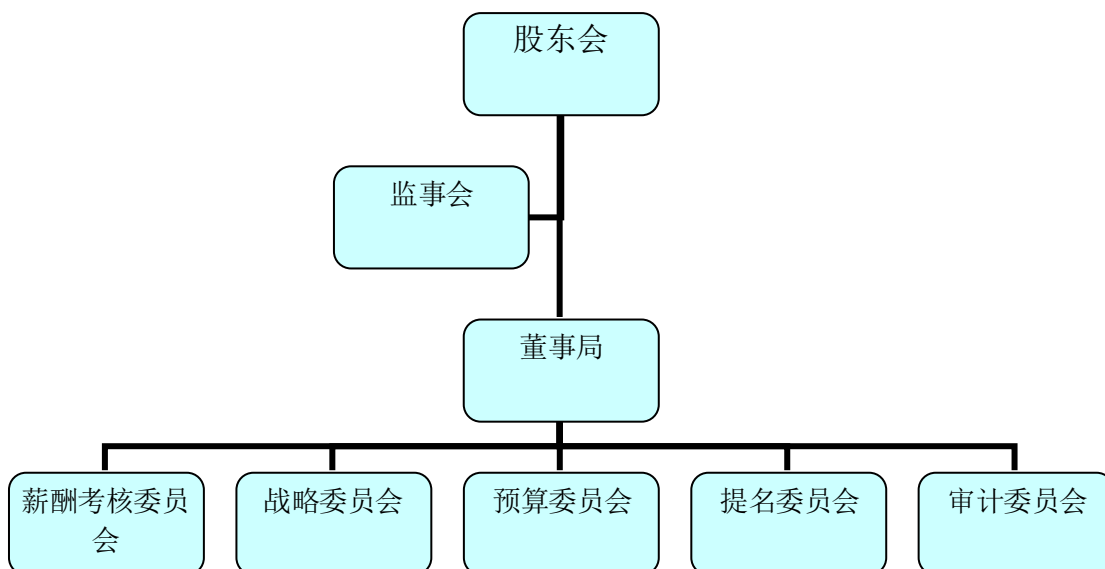 股东会
监事会
董事局
薪酬考核委员
会
战略委员会
预算委员会
提名委员会
审计委员会